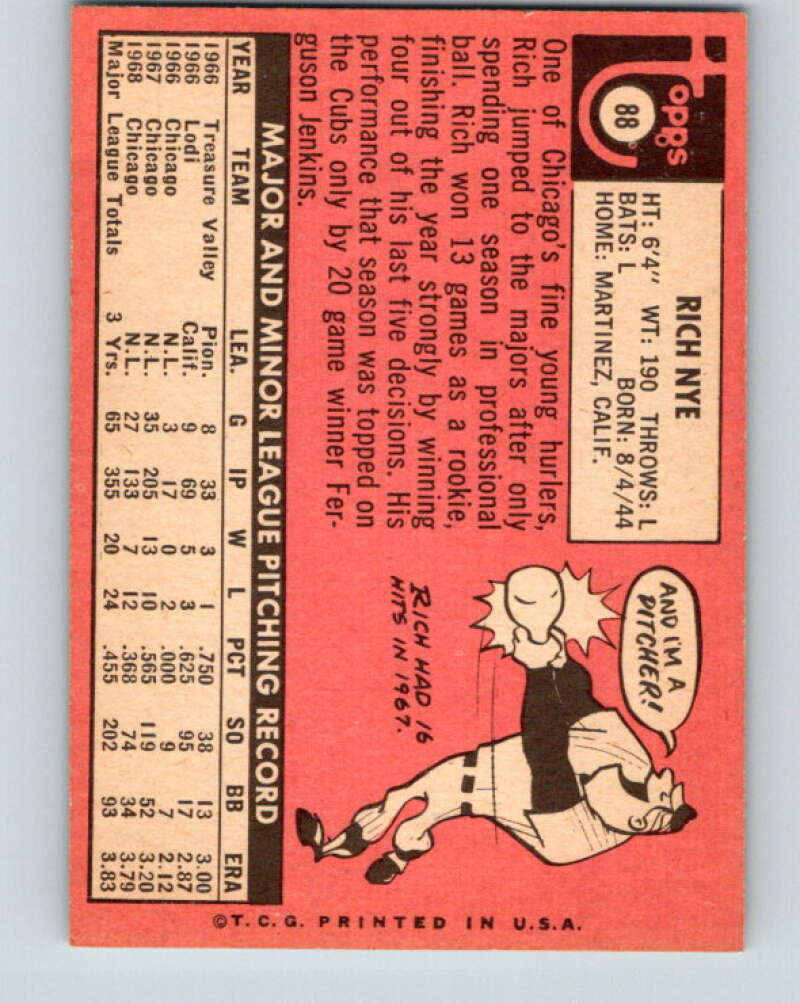 Topps
88
RICH NYE
HT: 6'4" WT: 190 THROWS: L
BATS: L BORN: 8/4/44
HOME: MARTINEZ, CALIF.
One of Chicago's fine young hurlers,
Rich jumped to the majors after only
spending one season in professional
ball. Rich won 13 games as a rookie,
finishing the year strongly by winning
four out of his last five decisions. His
performance that season was topped on
the Cubs only by 20 game winner Fer-
guson Jenkins.
AND I'M A
PITCHER!
RICH HAD 16
HITS IN 1967.
MAJOR AND MINOR LEAGUE PITCHING RECORD
YEAR TEAM LEA. G IP W L PCT SO BB ERA
1966 Treasure Valley Pion. 8 33 3 1 .750 38 13 3.00
1966 Lodi Calif. 9 69 5 3 .625 95 17 2.87
1966 Chicago N.L. 3 17 0 2 .000 9 7 2.12
1967 Chicago N.L. 35 205 13 10 .565 119 52 3.20
1968 Chicago N.L. 27 133 7 12 .368 74 34 3.79
Major League Totals 3 Yrs. 65 355 20 24 .455 202 93 3.83
©T.C.G. PRINTED IN U.S.A.